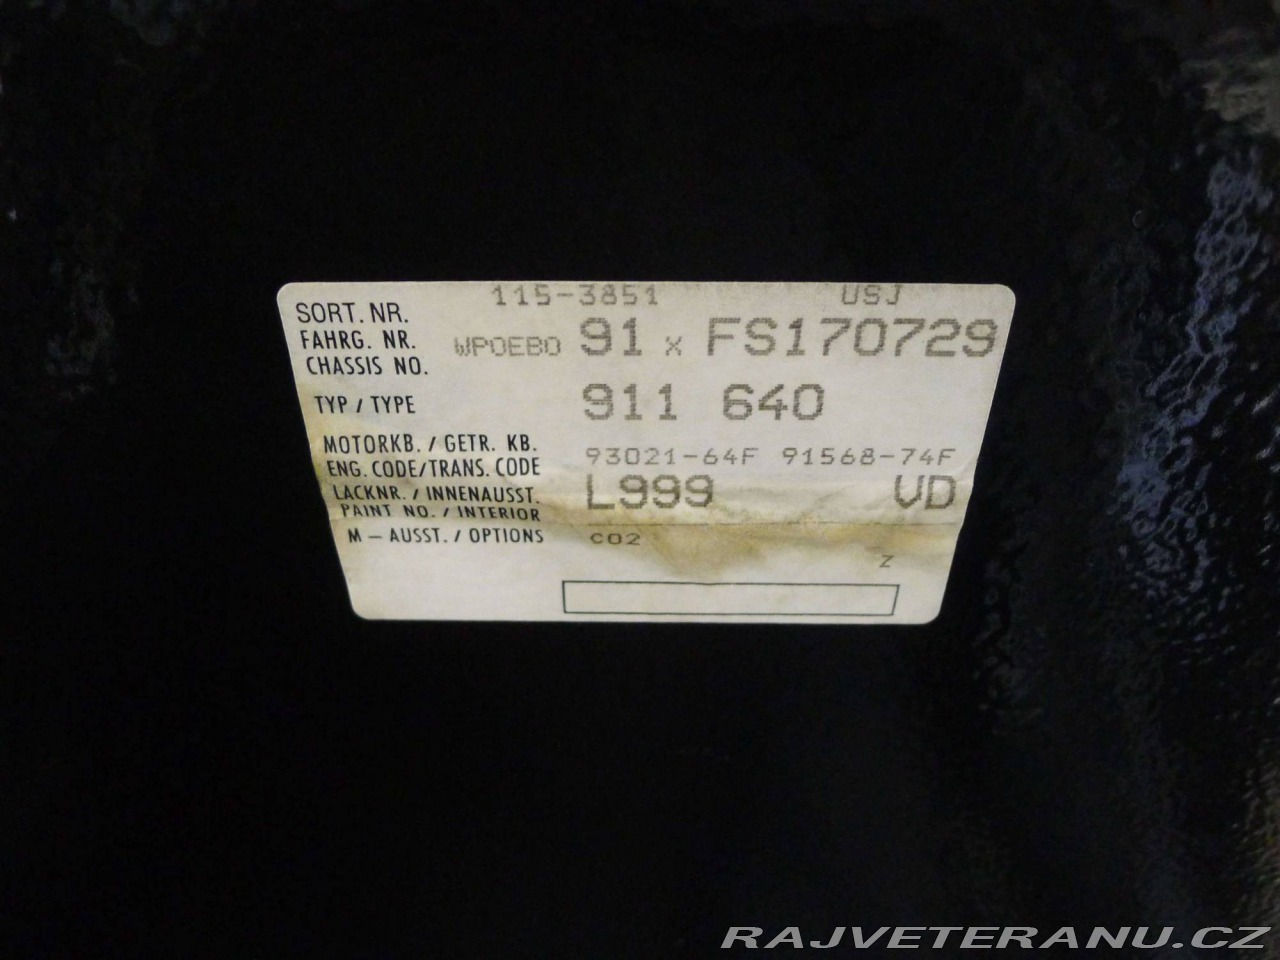 115-3851 USJ
SORT. NR.
FAHRG. NR. WP0EB0 91 x FS170729
CHASSIS NO.
TYP / TYPE 911 640
MOTORKB. / GETR. KB.
ENG. CODE/TRANS. CODE 93021-64F 91568-74F
LACKNR. / INNENAUSST. L999 VD
PAINT NO. / INTERIOR
M – AUSST. / OPTIONS C02
Z
RAJVETERANU.CZ